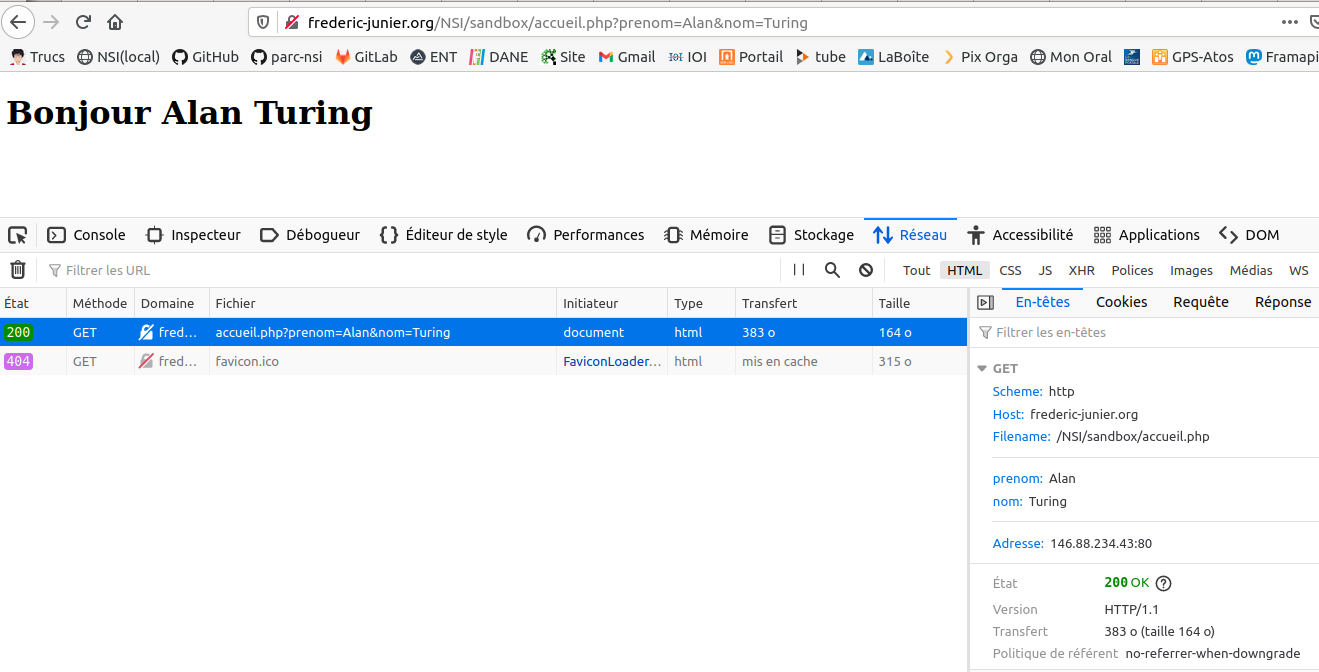 frederic-junier.org/NSI/sandbox/accueil.php?prenom=Alan&nom=Turing
Trucs NSI(local) GitHub parc-nsi GitLab ENT DANE Site Gmail IOI IOI Portail tube LaBoîte Pix Orga Mon Oral GPS-Atos Framapi
Bonjour Alan Turing
Console Inspecteur Débogueur Éditeur de style Performances Mémoire Stockage Réseau Accessibilité Applications DOM
Filtrer les URL Tout HTML CSS JS XHR Polices Images Médias WS
État Méthode Domaine Fichier Initiateur Type Transfert Taille
200 GET fred... accueil.php?prenom=Alan&nom=Turing document html 383 o 164 o
404 GET fred... favicon.ico FaviconLoader... html mis en cache 315 o
En-têtes Cookies Requête Réponse
Filtrer les en-têtes
GET
Scheme: http
Host: frederic-junier.org
Filename: /NSI/sandbox/accueil.php
prenom: Alan
nom: Turing
Adresse: 146.88.234.43:80
État 200 OK ?
Version HTTP/1.1
Transfert 383 o (taille 164 o)
Politique de référent no-referrer-when-downgrade